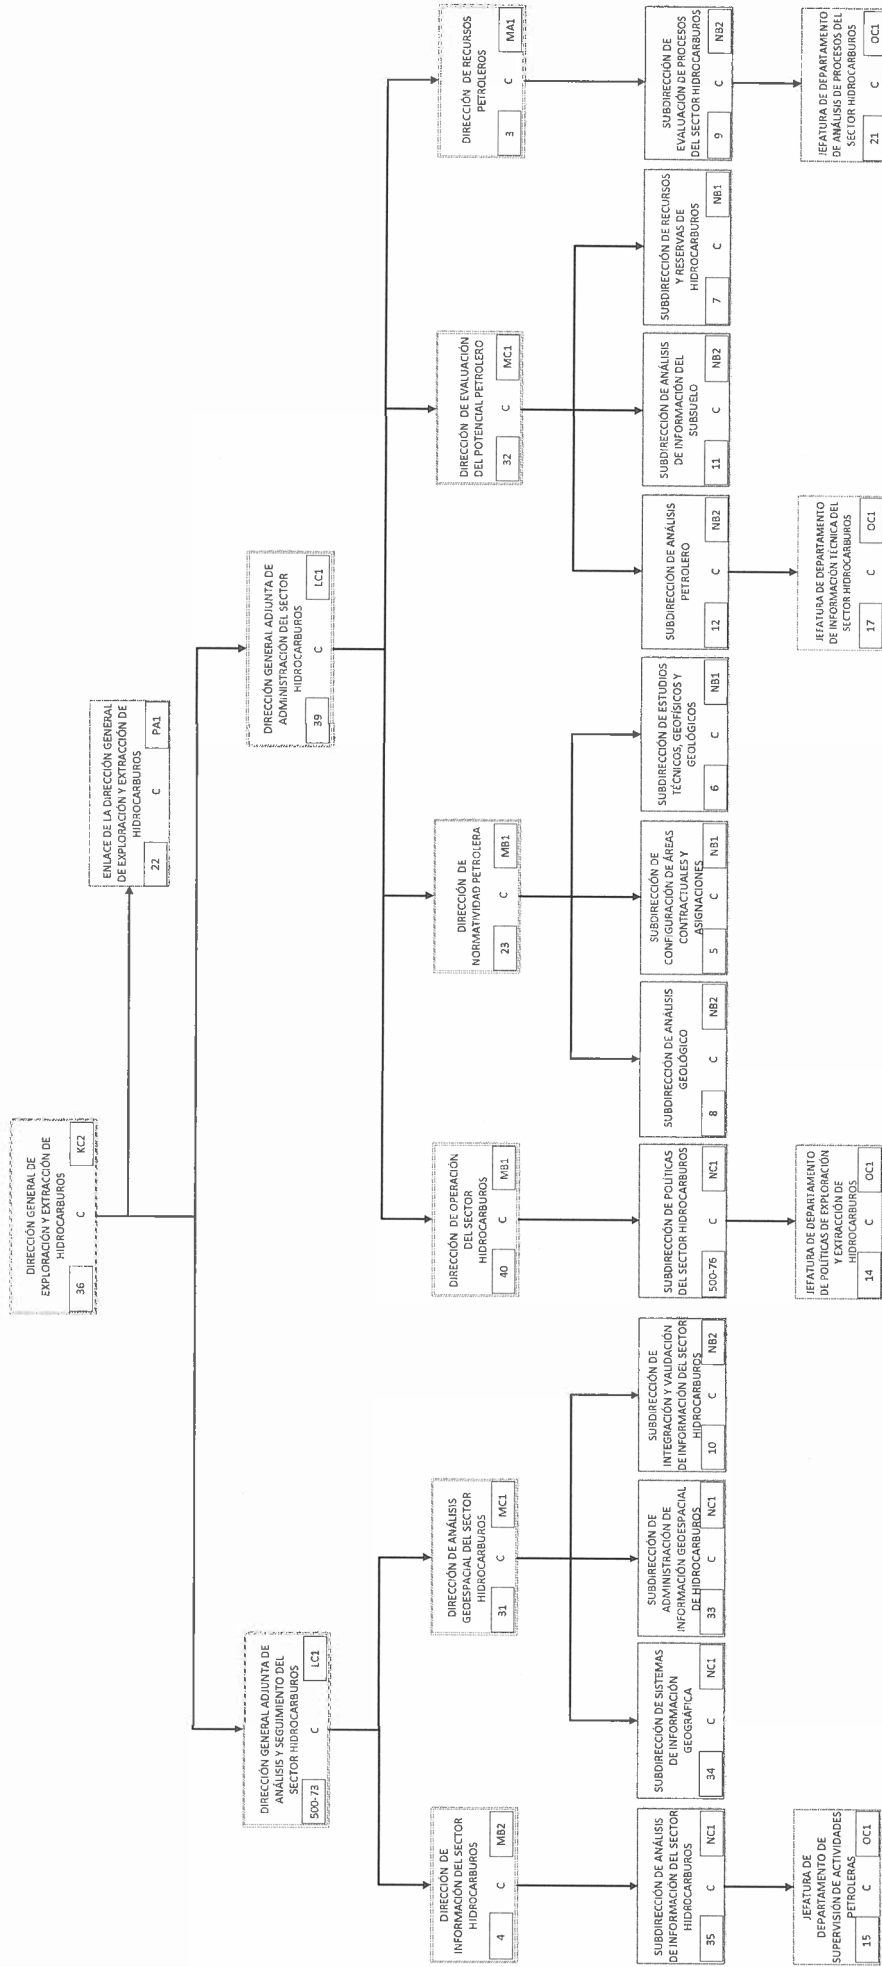 DIRECCIÓN GENERAL DE
EXPLORACIÓN Y EXTRACCIÓN DE
HIDROCARBUROS
36 C KC2
ENLACE DE LA DIRECCIÓN GENERAL
DE EXPLORACIÓN Y EXTRACCIÓN DE
HIDROCARBUROS
22 C PA1
DIRECCIÓN GENERAL ADJUNTA DE
ANÁLISIS Y SEGUIMIENTO DEL
SECTOR HIDROCARBUROS
500-73 C LC1
DIRECCIÓN GENERAL ADJUNTA DE
ADMINISTRACIÓN DEL SECTOR
HIDROCARBUROS
39 C LC1
DIRECCIÓN DE
INFORMACIÓN DEL SECTOR
HIDROCARBUROS
4 C MB2
DIRECCIÓN DE ANÁLISIS
GEOESPACIAL DEL SECTOR
HIDROCARBUROS
31 C MC1
DIRECCIÓN DE OPERACIÓN
DEL SECTOR
HIDROCARBUROS
40 C MB1
DIRECCIÓN DE
NORMATIVIDAD PETROLERA
23 C MB1
DIRECCIÓN DE EVALUACIÓN
DEL POTENCIAL PETROLERO
32 C MC1
DIRECCIÓN DE RECURSOS
PETROLEROS
3 C MA1
SUBDIRECCIÓN DE ANÁLISIS
DE INFORMACIÓN DEL SECTOR
HIDROCARBUROS
35 C NC1
SUBDIRECCIÓN DE SISTEMAS
DE INFORMACIÓN
GEOGRÁFICA
34 C NC1
SUBDIRECCIÓN DE
ADMINISTRACIÓN DE
INFORMACIÓN GEOESPACIAL
DE HIDROCARBUROS
33 C NC1
SUBDIRECCIÓN DE
INTEGRACIÓN Y VALIDACIÓN
DE INFORMACIÓN DEL SECTOR
HIDROCARBUROS
10 C NB2
SUBDIRECCIÓN DE POLÍTICAS
DEL SECTOR HIDROCARBUROS
500-76 C NC1
SUBDIRECCIÓN DE ANÁLISIS
GEOLÓGICO
8 C NB2
SUBDIRECCIÓN DE
CONFIGURACIÓN DE ÁREAS
CONTRACTUALES Y
ASIGNACIONES
5 C NB1
SUBDIRECCIÓN DE ESTUDIOS
TÉCNICOS, GEOFÍSICOS Y
GEOLÓGICOS
6 C NB1
SUBDIRECCIÓN DE ANÁLISIS
PETROLERO
12 C NB2
SUBDIRECCIÓN DE ANÁLISIS
DE INFORMACIÓN DEL
SUBSUELO
11 C NB2
SUBDIRECCIÓN DE RECURSOS
Y RESERVAS DE
HIDROCARBUROS
7 C NB1
SUBDIRECCIÓN DE
EVALUACIÓN DE PROCESOS
DEL SECTOR HIDROCARBUROS
9 C NB2
JEFATURA DE
DEPARTAMENTO DE
SUPERVISIÓN DE ACTIVIDADES
PETROLERAS
15 C OC1
JEFATURA DE DEPARTAMENTO
DE POLÍTICAS DE EXPLORACIÓN
Y EXTRACCIÓN DE
HIDROCARBUROS
14 C OC1
JEFATURA DE DEPARTAMENTO
DE INFORMACIÓN TÉCNICA DEL
SECTOR HIDROCARBUROS
17 C OC1
JEFATURA DE DEPARTAMENTO
DE ANÁLISIS DE PROCESOS DEL
SECTOR HIDROCARBUROS
21 C OC1